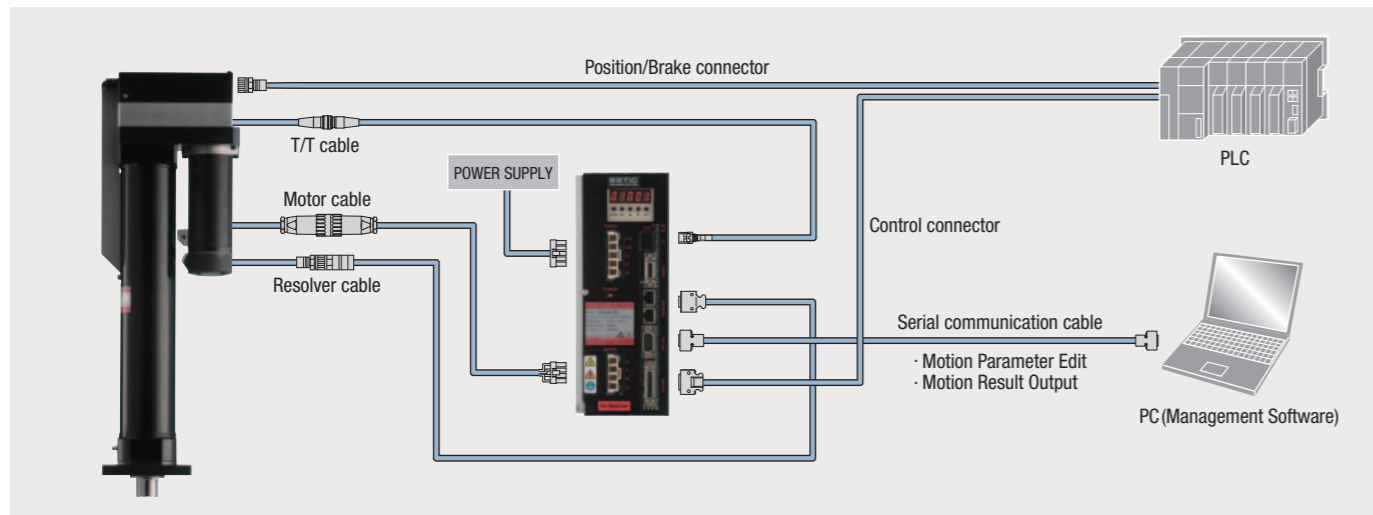 Position/Brake connector
T/T cable
PLC
POWER SUPPLY
ESTIC
Motor cable
Control connector
Resolver cable
Serial communication cable
· Motion Parameter Edit
· Motion Result Output
PC(Management Software)